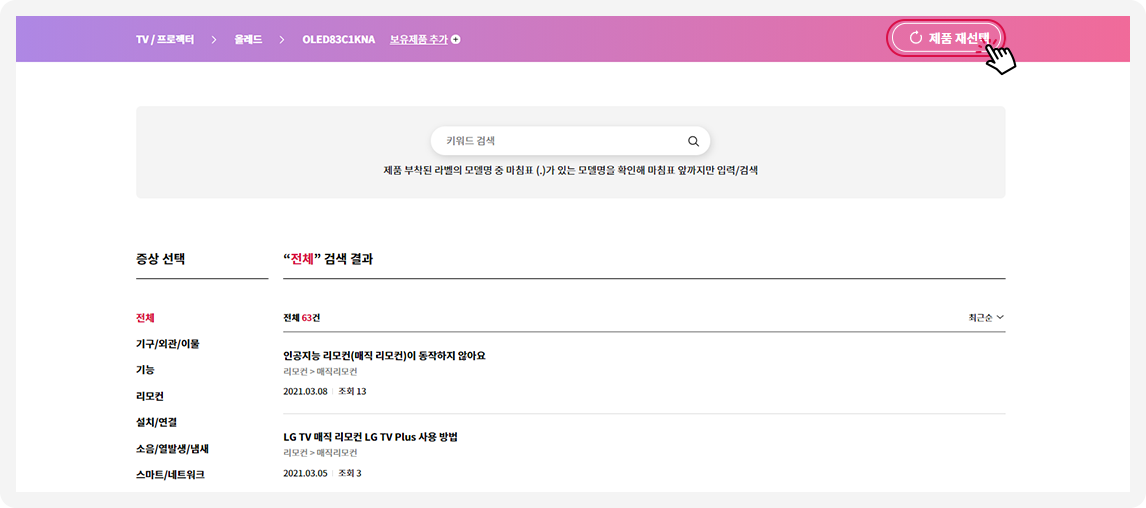 TV / 프로젝터 > 올레드 > OLED83C1KNA 보유제품 추가
제품 재선택
키워드 검색
제품 부착된 라벨의 모델명 중 마침표 (.)가 있는 모델명을 확인해 마침표 앞까지만 입력/검색
증상 선택
“전체” 검색 결과
전체
기구/외관/이물
기능
리모컨
설치/연결
소음/열발생/냄새
스마트/네트워크
전체 63건
최근순
인공지능 리모컨(매직 리모컨)이 동작하지 않아요
리모컨 > 매직리모컨
2021.03.08 조회 13
LG TV 매직 리모컨 LG TV Plus 사용 방법
리모컨 > 매직리모컨
2021.03.05 조회 3